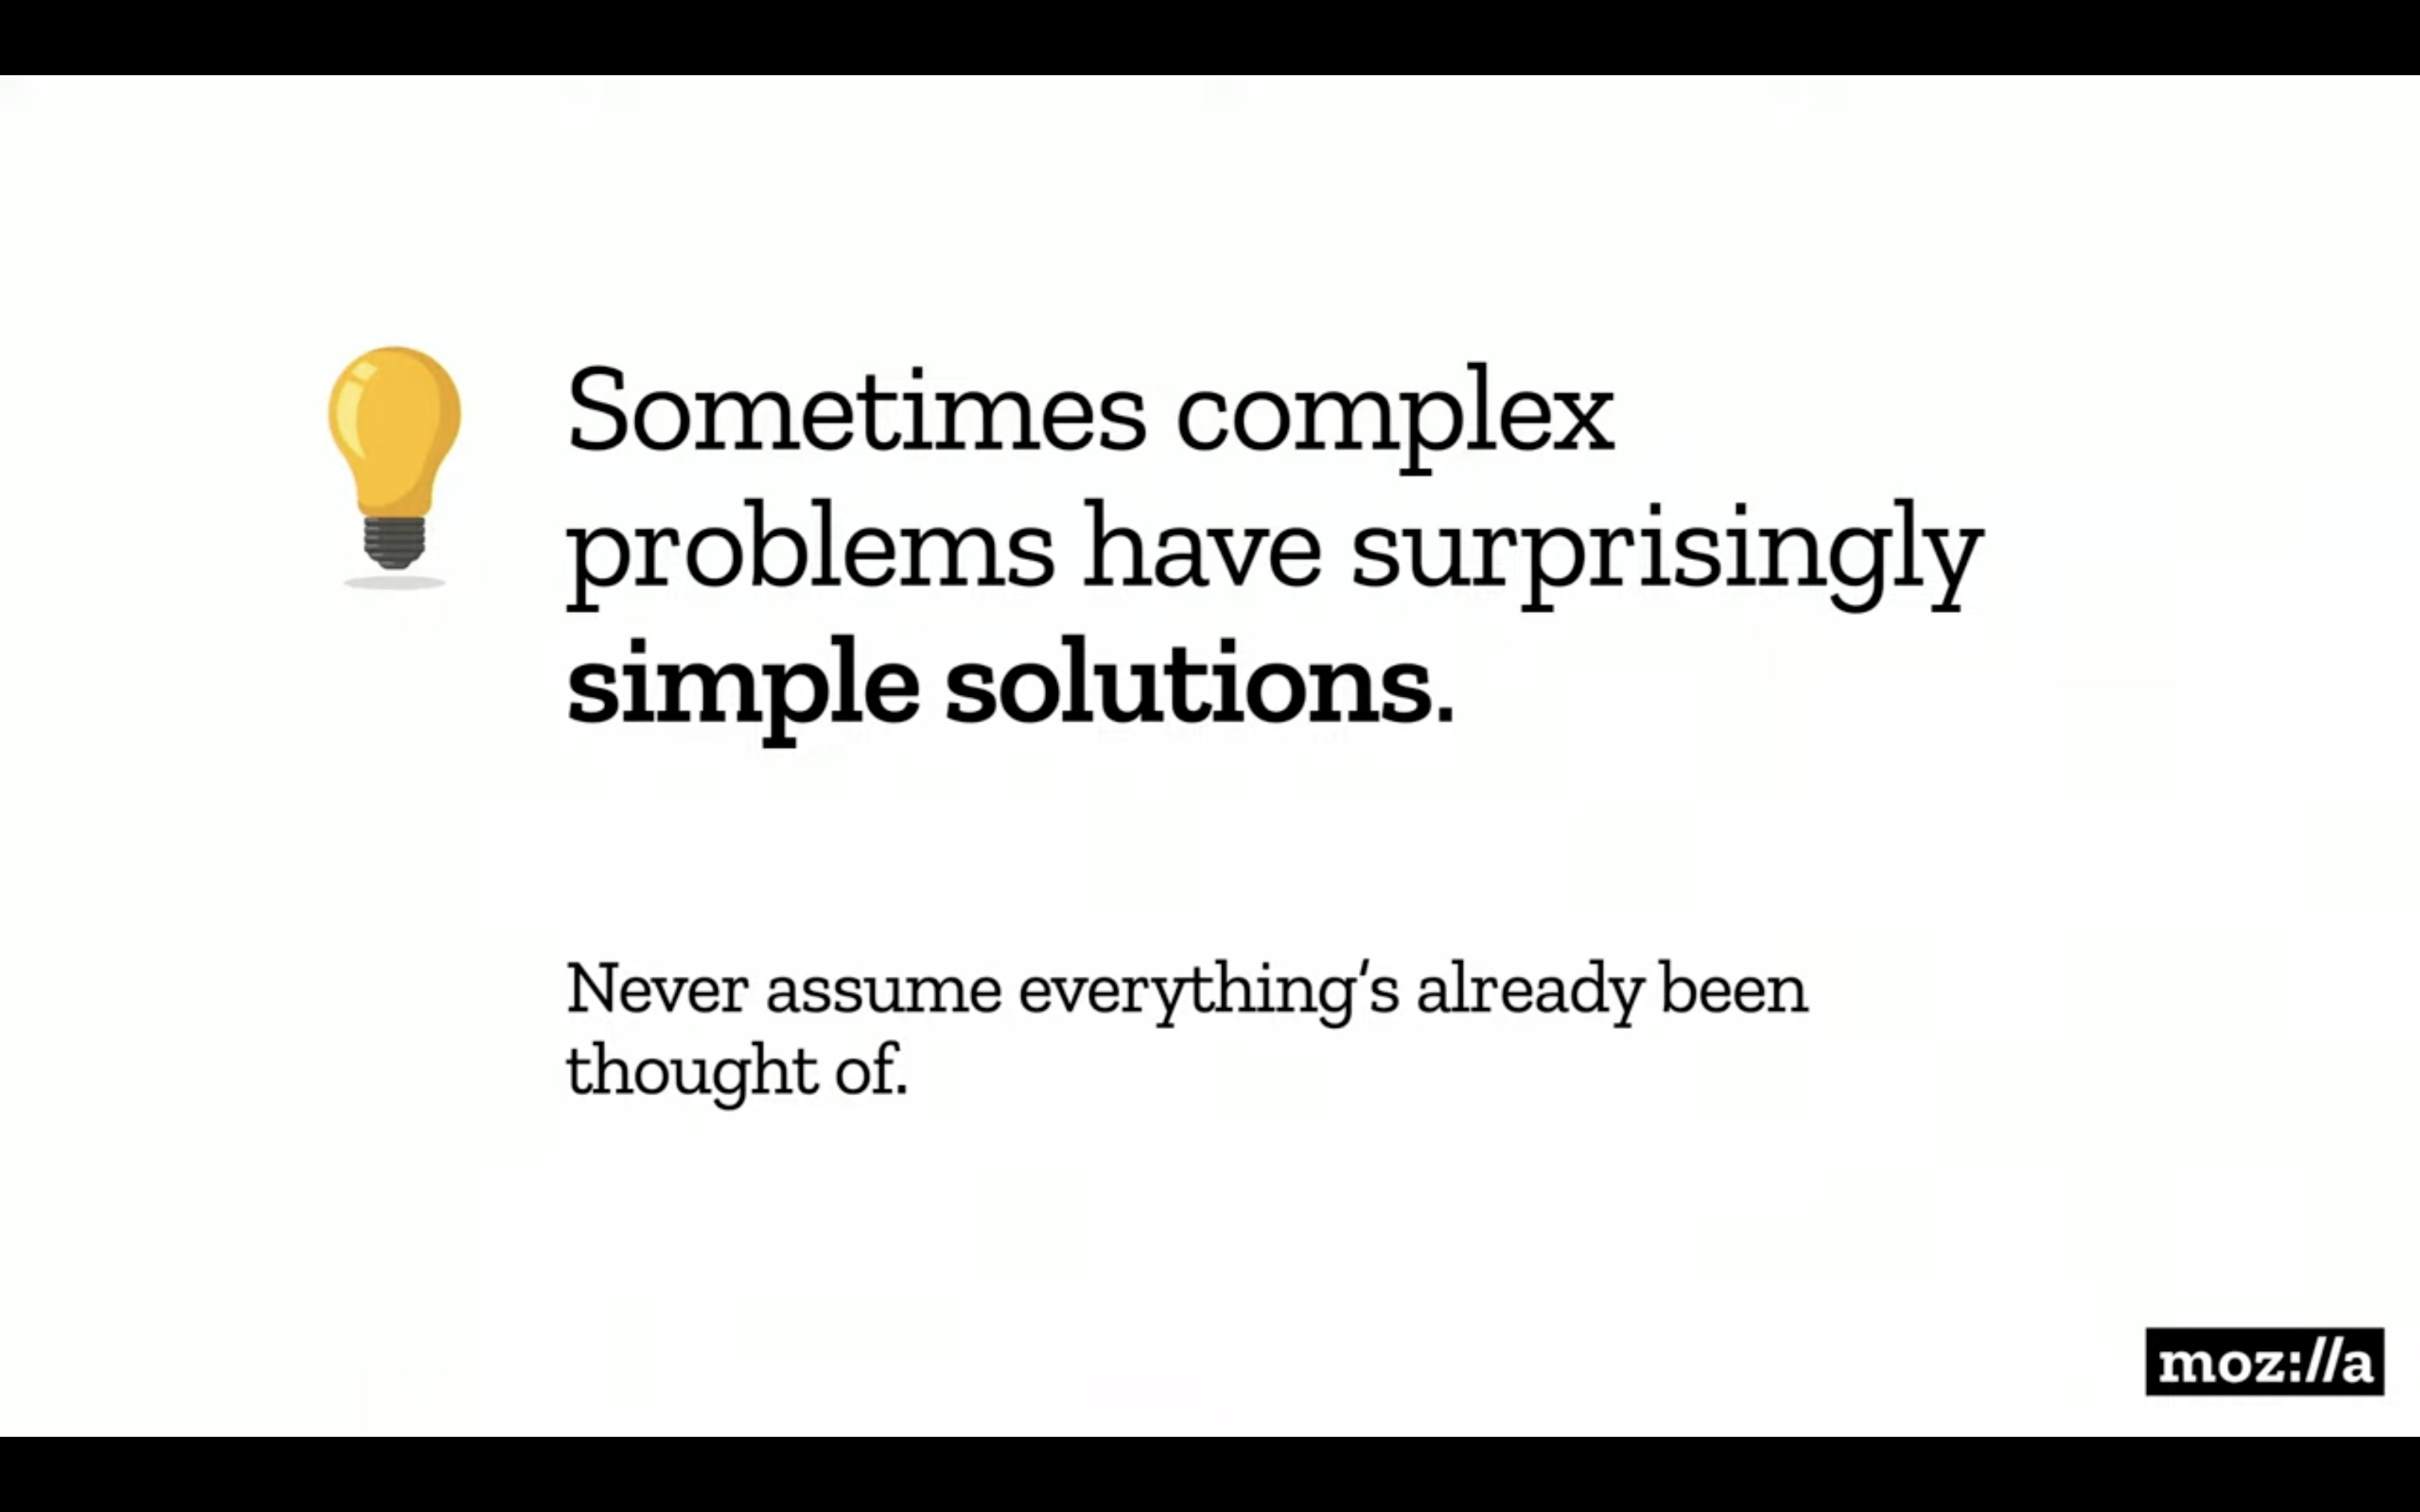 Sometimes complex
problems have surprisingly
simple solutions.
Never assume everything's already been
thought of.
moz://a